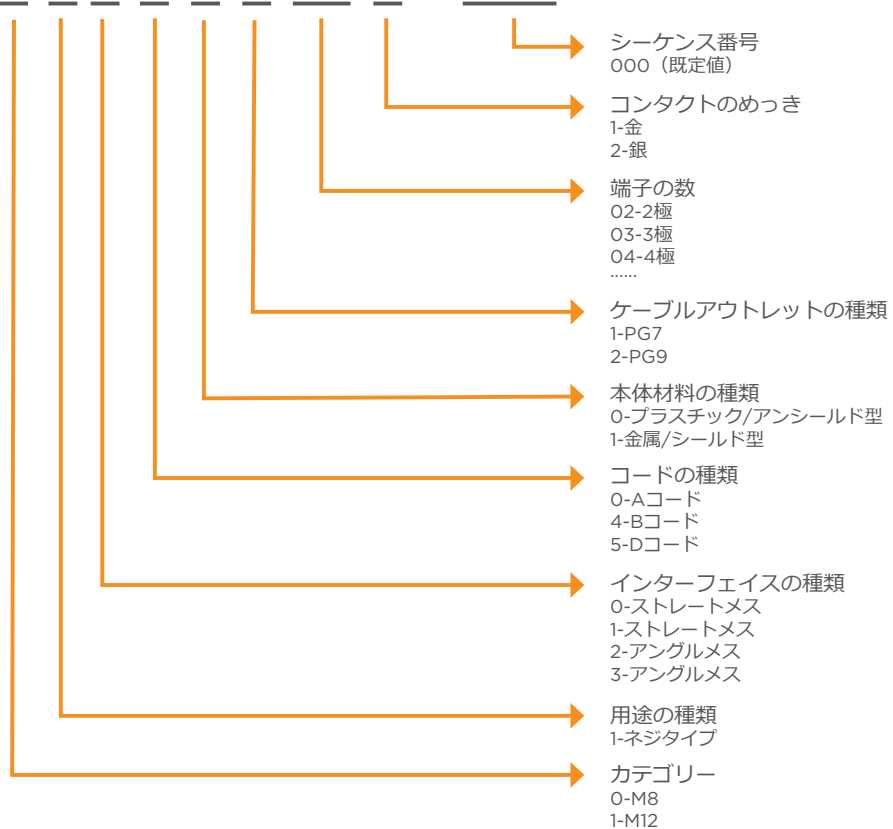 シーケンス番号
000（既定値）
コンタクトのめっき
1-金
2-銀
端子の数
02-2極
03-3極
04-4極
......
ケーブルアウトレットの種類
1-PG7
2-PG9
本体材料の種類
0-プラスチック/アンシールド型
1-金属/シールド型
コードの種類
0-Aコード
4-Bコード
5-Dコード
インターフェイスの種類
0-ストレートメス
1-ストレートメス
2-アングルメス
3-アングルメス
用途の種類
1-ネジタイプ
カテゴリー
0-M8
1-M12